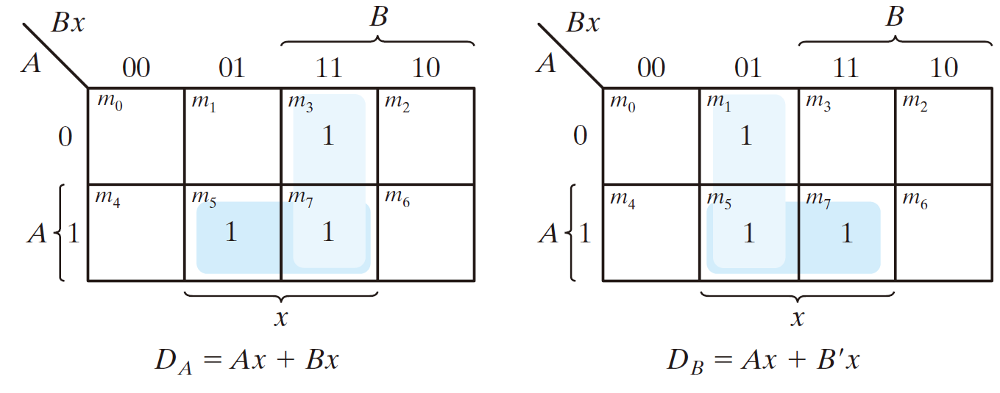 Bx B
A 00 01 11 10
m0 m1 m3 m2
0 1
m4 m5 m7 m6
A 1 1 1
x
DA = Ax + Bx
Bx B
A 00 01 11 10
m0 m1 m3 m2
0 1
m4 m5 m7 m6
A 1 1 1
x
DB = Ax + B′x